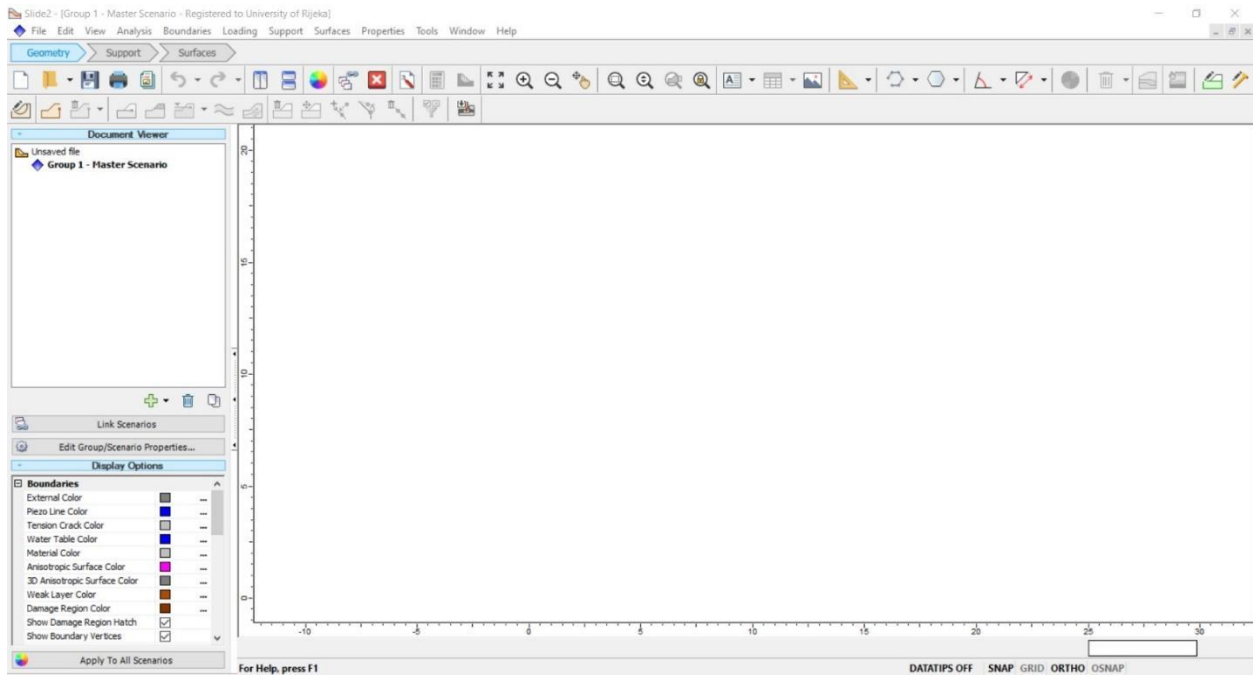 Slide2 - [Group 1 - Master Scenario - Registered to University of Rijeka]
File Edit View Analysis Boundaries Loading Support Surfaces Properties Tools Window Help
Geometry Support Surfaces
Document Viewer
Unsaved file
Group 1 - Master Scenario
Link Scenarios
Edit Group/Scenario Properties...
Display Options
Boundaries
External Color ...
Piezo Line Color ...
Tension Crack Color ...
Water Table Color ...
Material Color ...
Anisotropic Surface Color ...
3D Anisotropic Surface Color ...
Weak Layer Color ...
Damage Region Color ...
Show Damage Region Hatch
Show Boundary Vertices
Apply To All Scenarios
20
15
10
5
0
-10 -5 0 5 10 15 20 25 30
For Help, press F1
DATATIPS OFF SNAP GRID ORTHO OSNAP